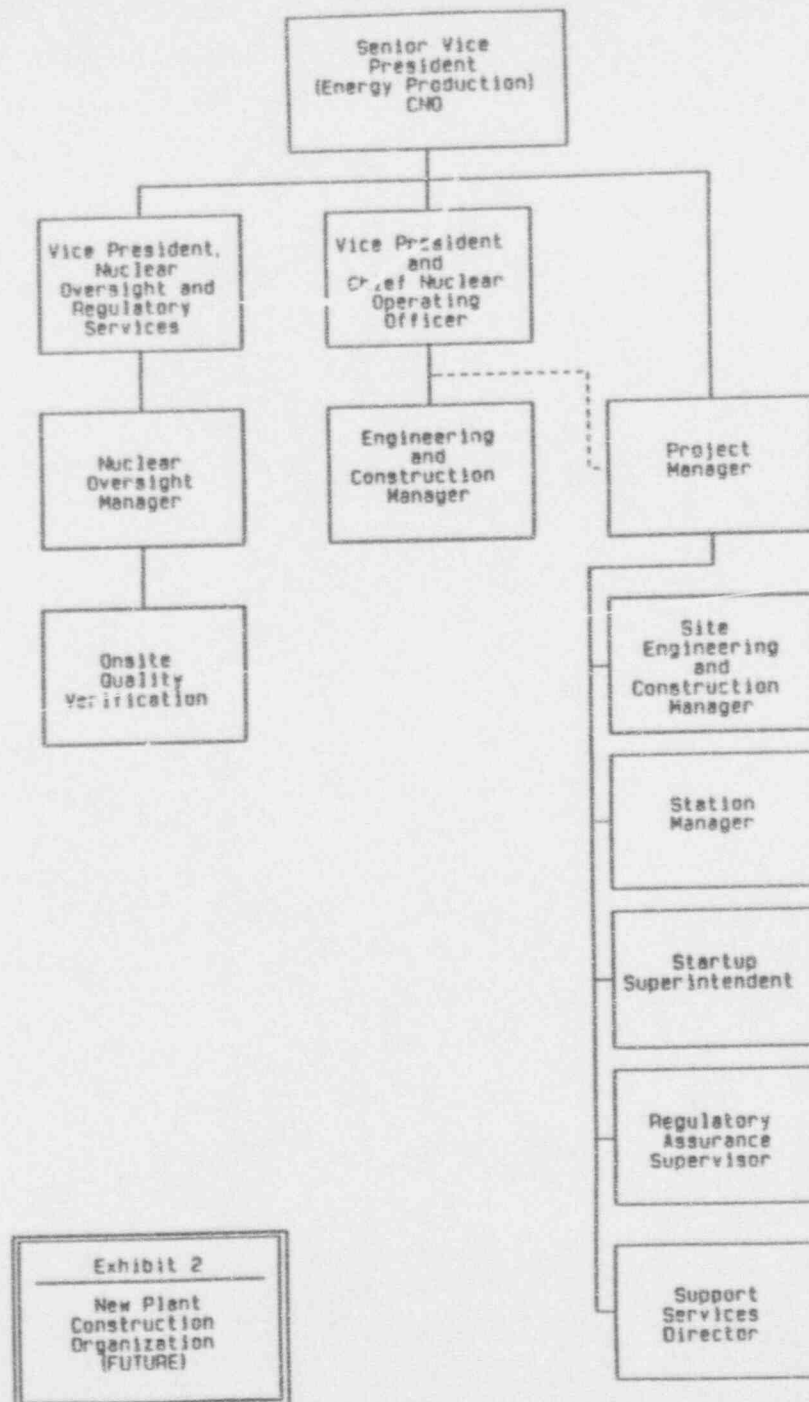 Senior Vice
President
(Energy Production)
CNO
Vice President,
Nuclear
Oversight and
Regulatory
Services
Vice President
and
Chief Nuclear
Operating
Officer
Nuclear
Oversight
Manager
Engineering
and
Construction
Manager
Project
Manager
Onsite
Quality
Verification
Site
Engineering
and
Construction
Manager
Station
Manager
Startup
Superintendent
Regulatory
Assurance
Supervisor
Support
Services
Director
Exhibit 2
New Plant
Construction
Organization
(FUTURE)